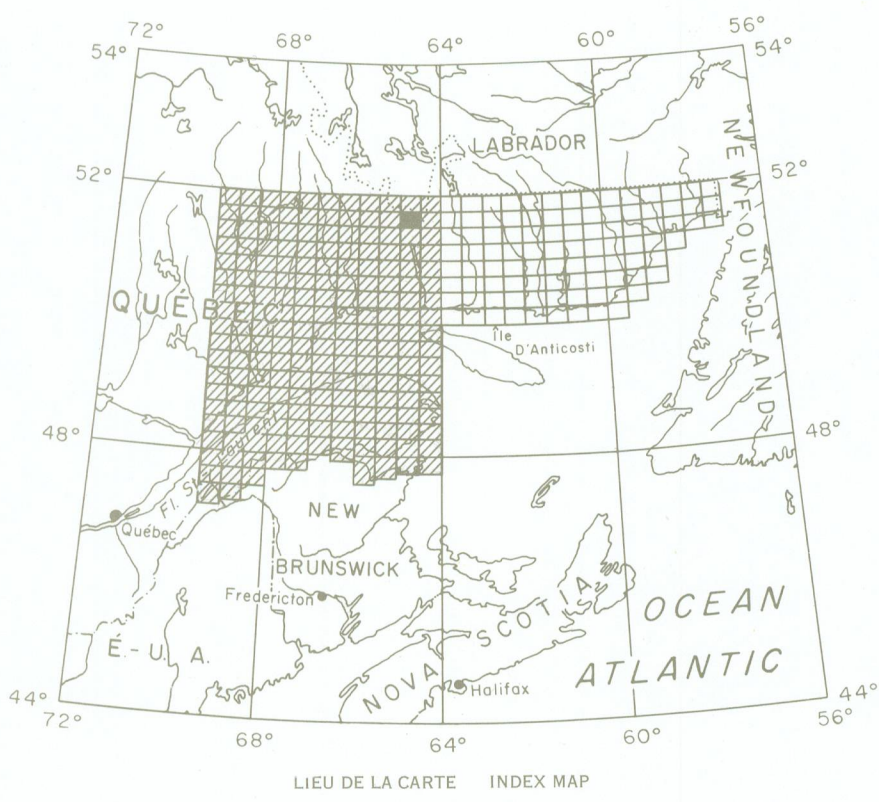 72° 68° 64° 60° 56°
54° 54°
LABRADOR
52° 52°
NEWFOUNDLAND
QUÉBEC
Île
D'Anticosti
48° 48°
Fl. St Laurent
Québec
NEW
BRUNSWICK
Fredericton
NOVA SCOTIA
OCEAN
ATLANTIC
É.-U. A.
Halifax
44° 44°
72° 68° 64° 60° 56°
LIEU DE LA CARTE INDEX MAP